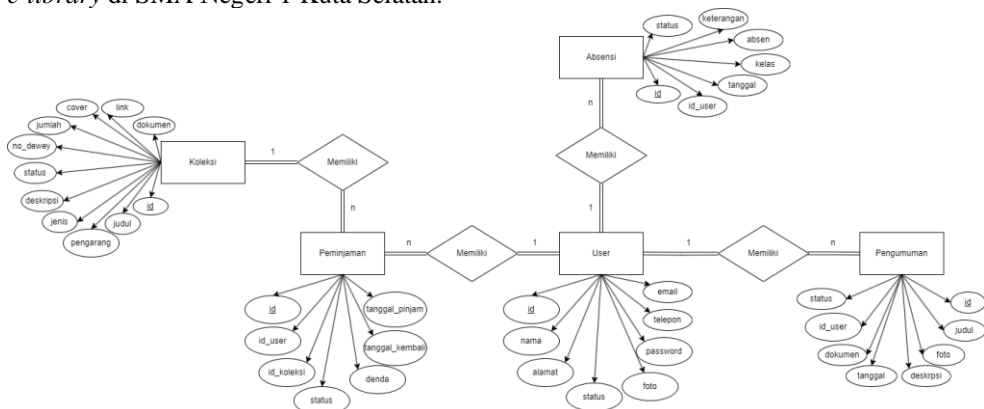 e-library di SMA Negeri 1 Kuta Selatan.
status
keterangan
absen
kelas
tanggal
id_user
id
Absensi
n
Memiliki
1
cover
link
dokumen
jumlah
no_dewey
status
deskripsi
jenis
pengarang
judul
id
Koleksi
1
Memiliki
n
Peminjaman
n
Memiliki
1
User
1
Memiliki
n
Pengumuman
id
id_user
id_koleksi
status
denda
tanggal_kembali
tanggal_pinjam
id
nama
alamat
status
foto
password
telepon
email
status
id_user
dokumen
tanggal
deskrpsi
foto
judul
id